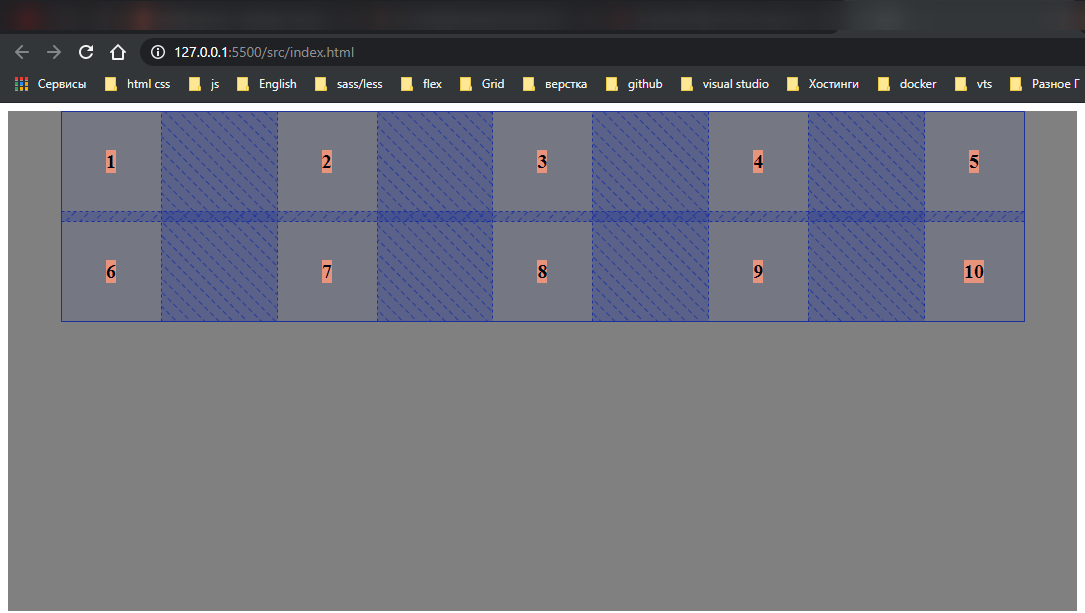 127.0.0.1:5500/src/index.html
Сервисы html css js English sass/less flex Grid верстка github visual studio Хостинги docker vts Разное Г
1 2 3 4 5
6 7 8 9 10